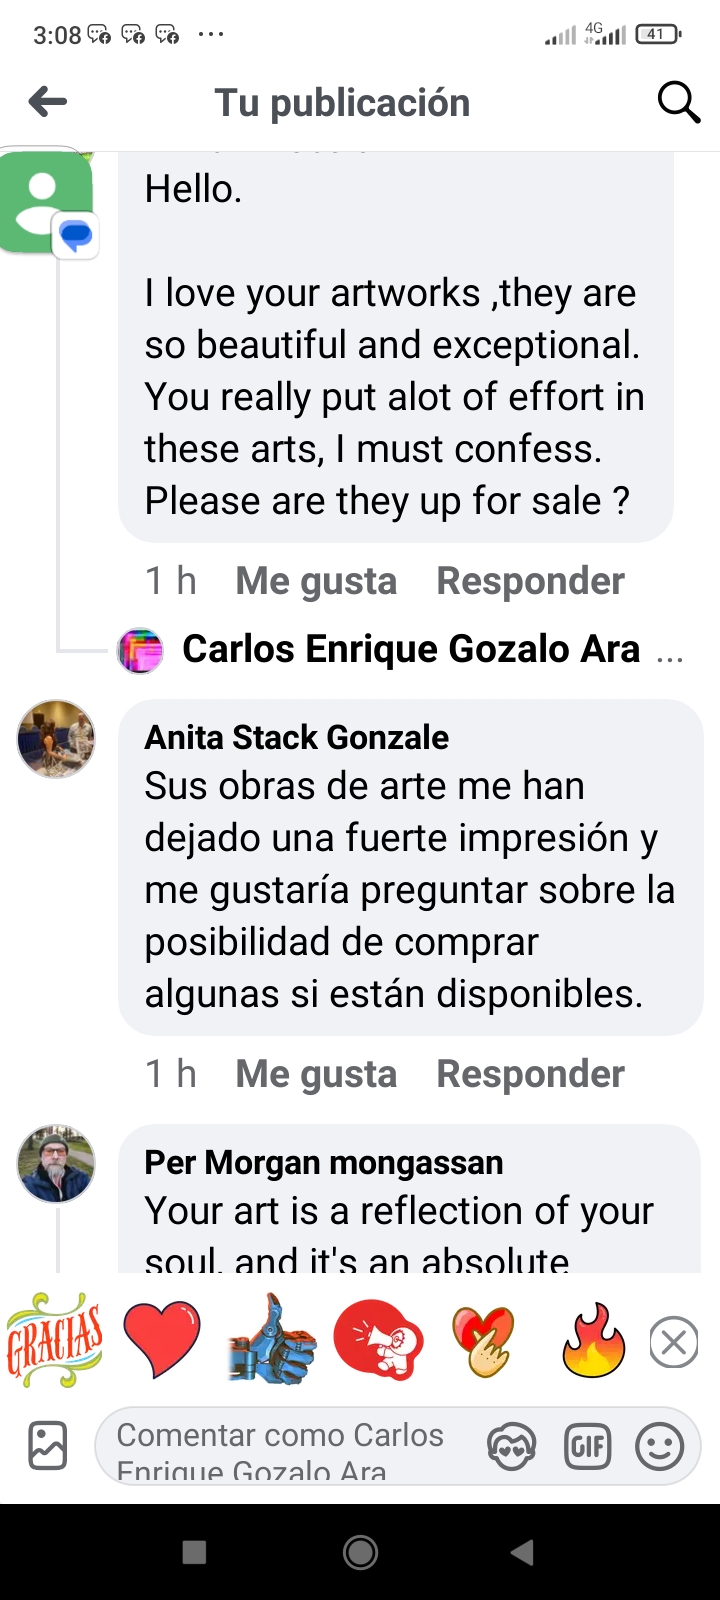 3:08
4G
41
Tu publicación
Hello.
I love your artworks ,they are
so beautiful and exceptional.
You really put alot of effort in
these arts, I must confess.
Please are they up for sale ?
1 h Me gusta Responder
Carlos Enrique Gozalo Ara ...
Anita Stack Gonzale
Sus obras de arte me han
dejado una fuerte impresión y
me gustaría preguntar sobre la
posibilidad de comprar
algunas si están disponibles.
1 h Me gusta Responder
Per Morgan mongassan
Your art is a reflection of your
soul, and it's an absolute
GRACIAS
Comentar como Carlos
Enrique Gozalo Ara
GIF